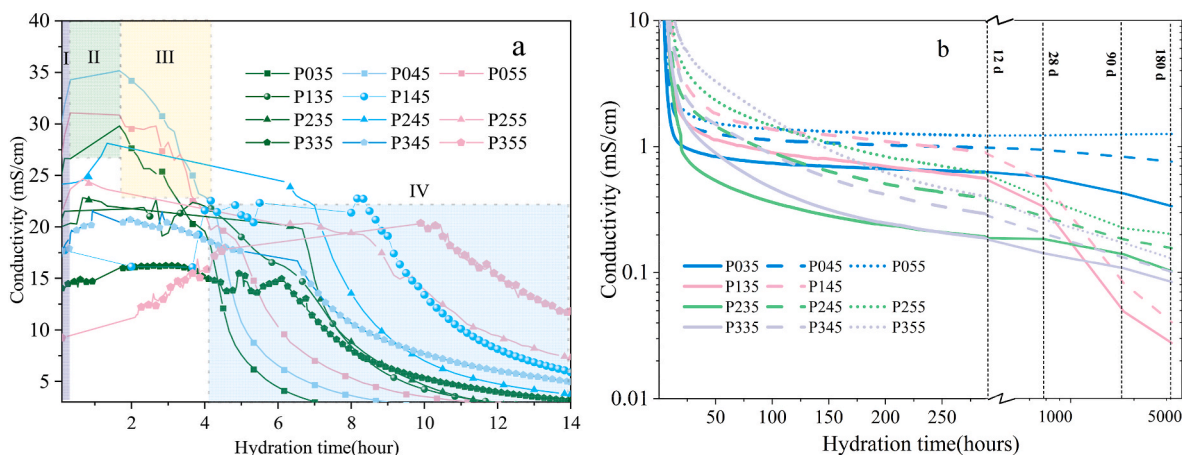 a
I II III
IV
P035 P045 P055
P135 P145
P235 P245 P255
P335 P345 P355
Conductivity (mS/cm)
40
35
30
25
20
15
10
5
2 4 6 8 10 12 14
Hydration time(hour)
b
12 d 28 d 90 d 180 d
P035 P045 P055
P135 P145
P235 P245 P255
P335 P345 P355
Conductivity (mS/cm)
10
1
0.1
0.01
50 100 150 200 250 1000 5000
Hydration time(hours)